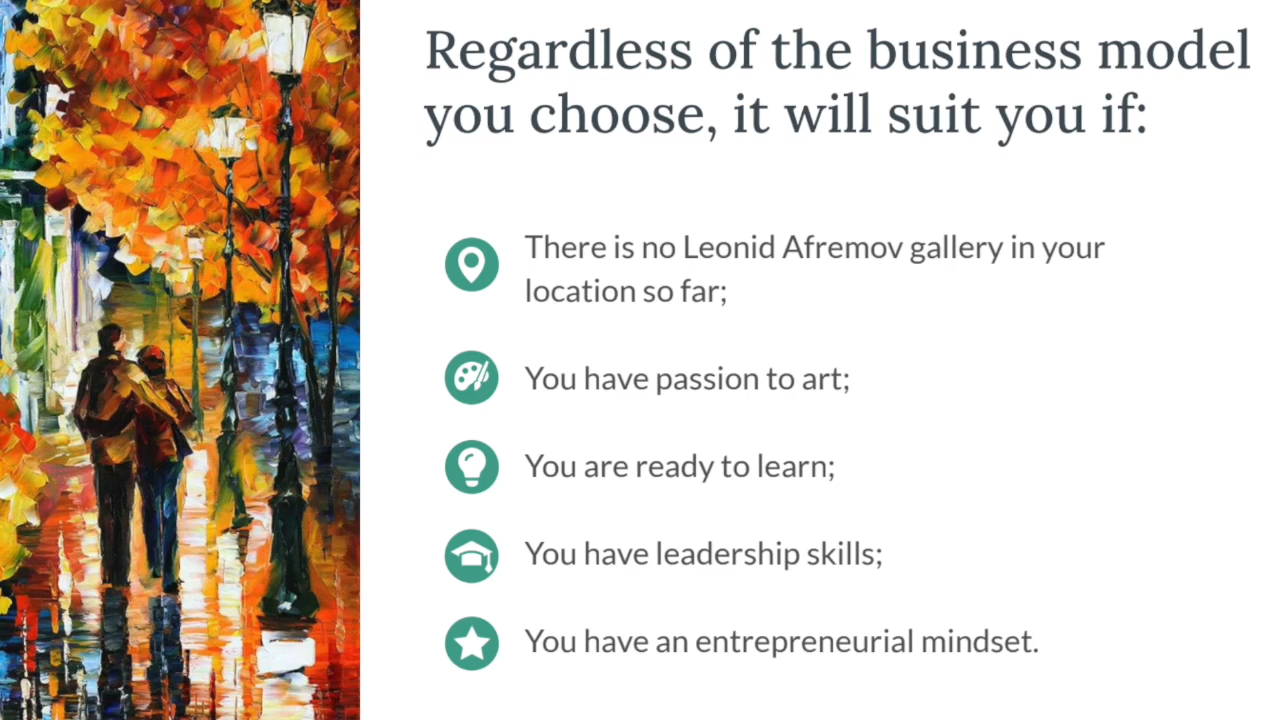 Regardless of the business model
you choose, it will suit you if:
There is no Leonid Afremov gallery in your
location so far;
You have passion to art;
You are ready to learn;
You have leadership skills;
You have an entrepreneurial mindset.